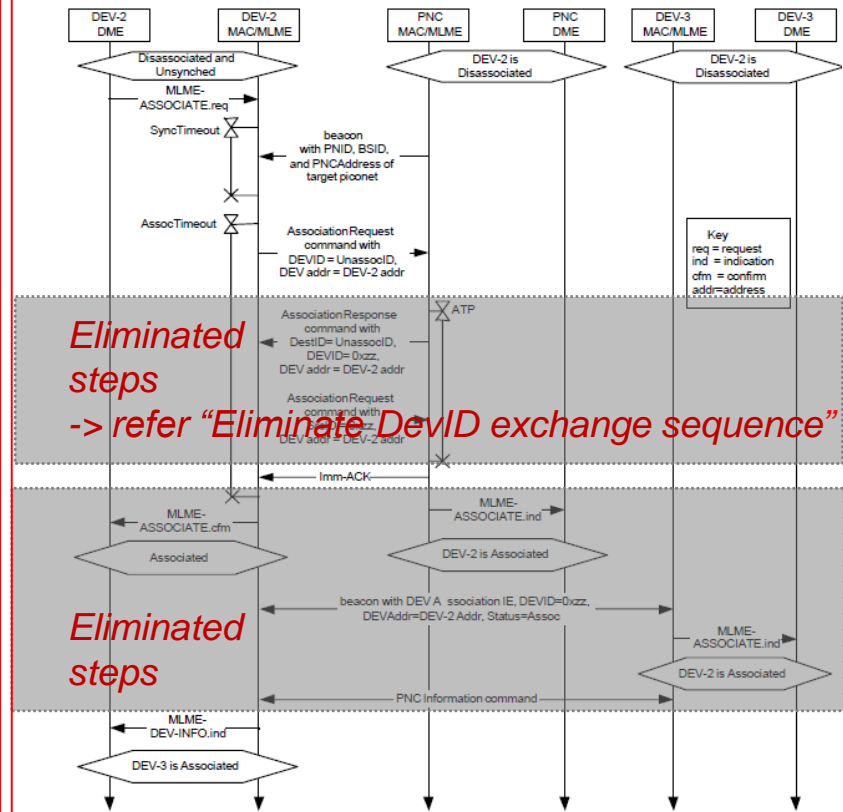 DEV-2
DME
DEV-2
MAC/MLME
PNC
MAC/MLME
PNC
DME
DEV-3
MAC/MLME
DEV-3
DME
Disassociated and
Unsynched
DEV-2 is
Disassociated
DEV-2 is
Disassociated
MLME-
ASSOCIATE.req
SyncTimeout
beacon
with PNID, BSID,
and PNCAddress of
target piconet
AssocTimeout
Association Request
command with
DEVID = UnassocID,
DEV addr = DEV-2 addr
Key
req = request
ind = indication
cfm = confirm
addr=address
ATP
Association Response
command with
DestID= UnassocID,
DEVID= 0xzz,
DEV addr = DEV-2 addr
Eliminated
steps
-> refer “Eliminate DevID exchange sequence”
Association Request
command with
DEV addr = DEV-2 addr
Imm-ACK
MLME-
ASSOCIATE.cfm
MLME-
ASSOCIATE.ind
Associated
DEV-2 is Associated
beacon with DEV A ssociation IE, DEVID=0xzz,
DEVAddr=DEV-2 Addr, Status=Assoc
Eliminated
steps
MLME-
ASSOCIATE.ind
DEV-2 is Associated
PNC Information command
MLME-
DEV-INFO.ind
DEV-3 is Associated